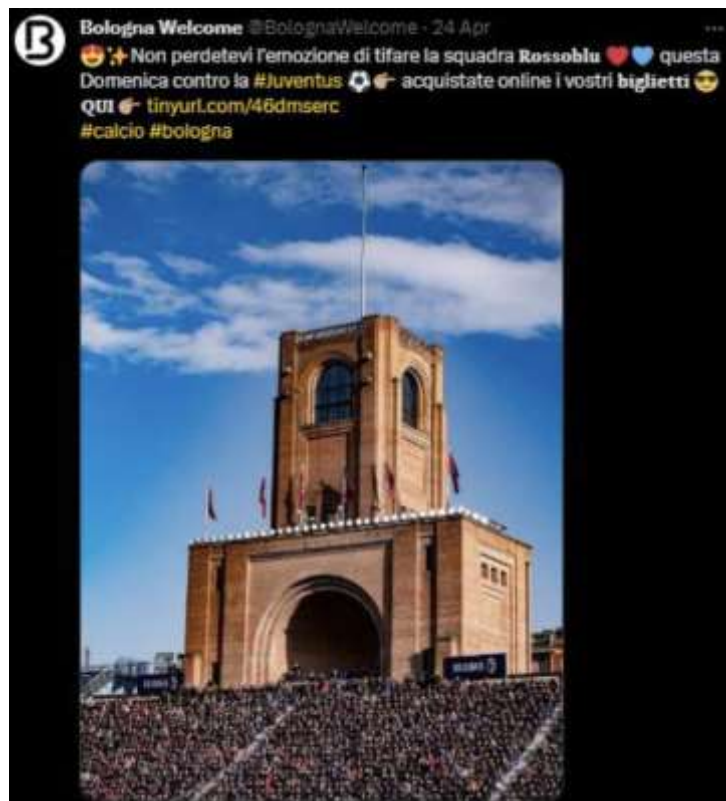 Bologna Welcome @BolognaWelcome · 24 Apr
😍✨Non perdetevi l'emozione di tifare la squadra Rossoblu ❤️💙 questa
Domenica contro la #Juventus ⚽👉🏼 acquistate online i vostri biglietti 😎
QUI 👉🏼 tinyurl.com/46dmserc
#calcio #bologna